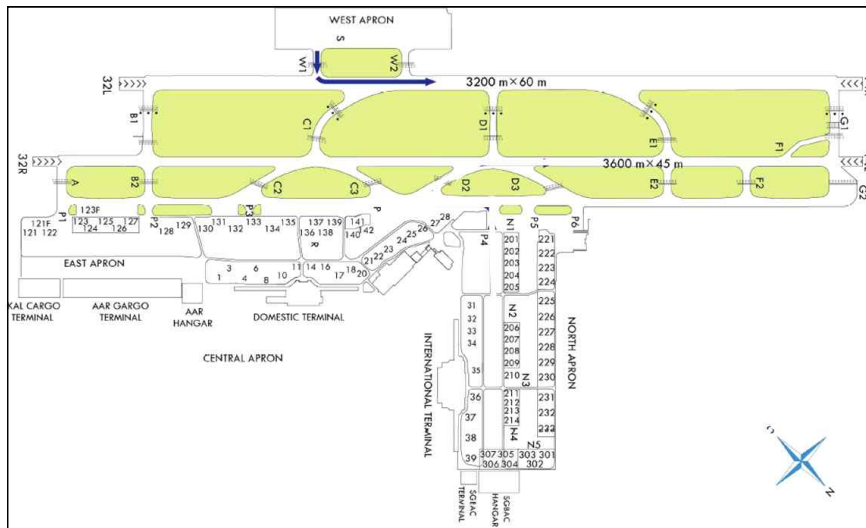 WEST APRON
S
W1
W2
32L
3200 m×60 m
B1
C1
D1
E1
F1
G1
32R
3600 m×45 m
A
B2
C2
C3
D2
D3
E2
F2
G2
P1
123F
P2
P3
P
P4
N1
P5
P6
121F
121 122
123 125 127
124 126
128 129
130 131 132 133 134 135
136 137 138 139
R
140 141 142
EAST APRON
1 3 4 6 8 10 11 14 16 17 18 20
21 22 23 24 25 26 27 28
KAL CARGO
TERMINAL
AAR GARGO
TERMINAL
AAR
HANGAR
DOMESTIC TERMINAL
CENTRAL APRON
INTERNATIONAL TERMINAL
NORTH APRON
201
202
203
204
205
N2
206
207
208
209
210
N3
211
212
213
214
N4
N5
221
222
223
224
225
226
227
228
229
230
231
232
31
32
33
34
35
36
37
38
39
307 305 303 301
306 304 302
SGBAC
TERMINAL
SGBAC
HANGAR
N